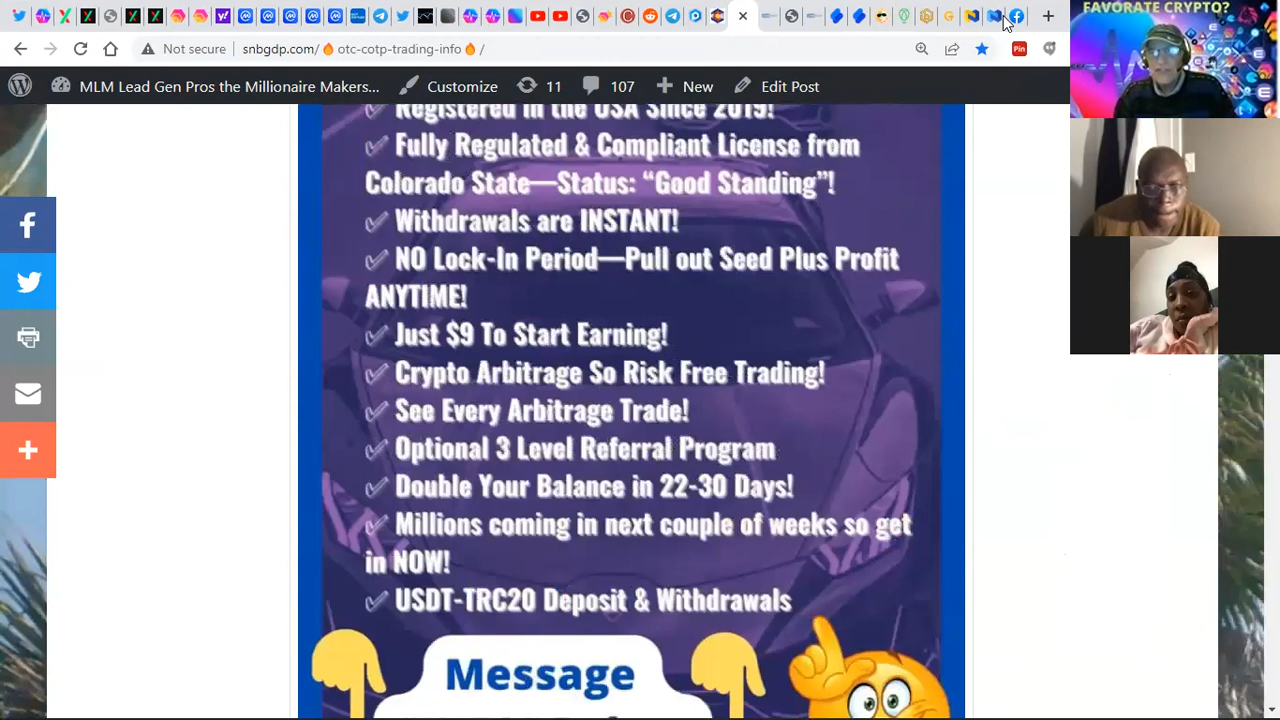 FAVORATE CRYPTO?
Not secure
snbgdp.com/🔥otc-cotp-trading-info🔥/
Pin
MLM Lead Gen Pros the Millionaire Makers...
Customize
11
107
New
Edit Post
✅ Registered in the USA Since 2019!
✅ Fully Regulated & Compliant License from
Colorado State—Status: “Good Standing”!
✅ Withdrawals are INSTANT!
✅ NO Lock-In Period—Pull out Seed Plus Profit
ANYTIME!
✅ Just $9 To Start Earning!
✅ Crypto Arbitrage So Risk Free Trading!
✅ See Every Arbitrage Trade!
✅ Optional 3 Level Referral Program
✅ Double Your Balance in 22-30 Days!
✅ Millions coming in next couple of weeks so get
in NOW!
✅ USDT-TRC20 Deposit & Withdrawals
Message